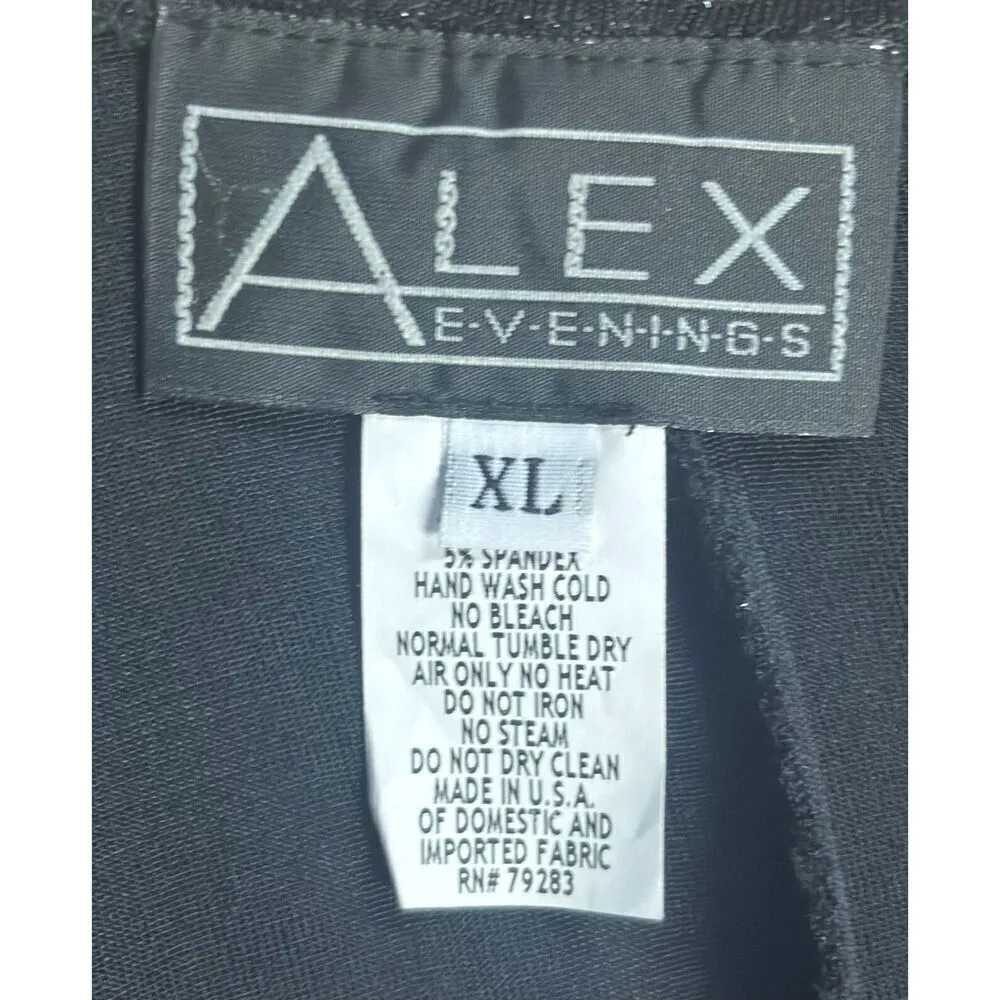 ALEX
E-V-E-N-I-N-G-S
XL
5% SPANDEX
HAND WASH COLD
NO BLEACH
NORMAL TUMBLE DRY
AIR ONLY NO HEAT
DO NOT IRON
NO STEAM
DO NOT DRY CLEAN
MADE IN U.S.A.
OF DOMESTIC AND
IMPORTED FABRIC
RN# 79283